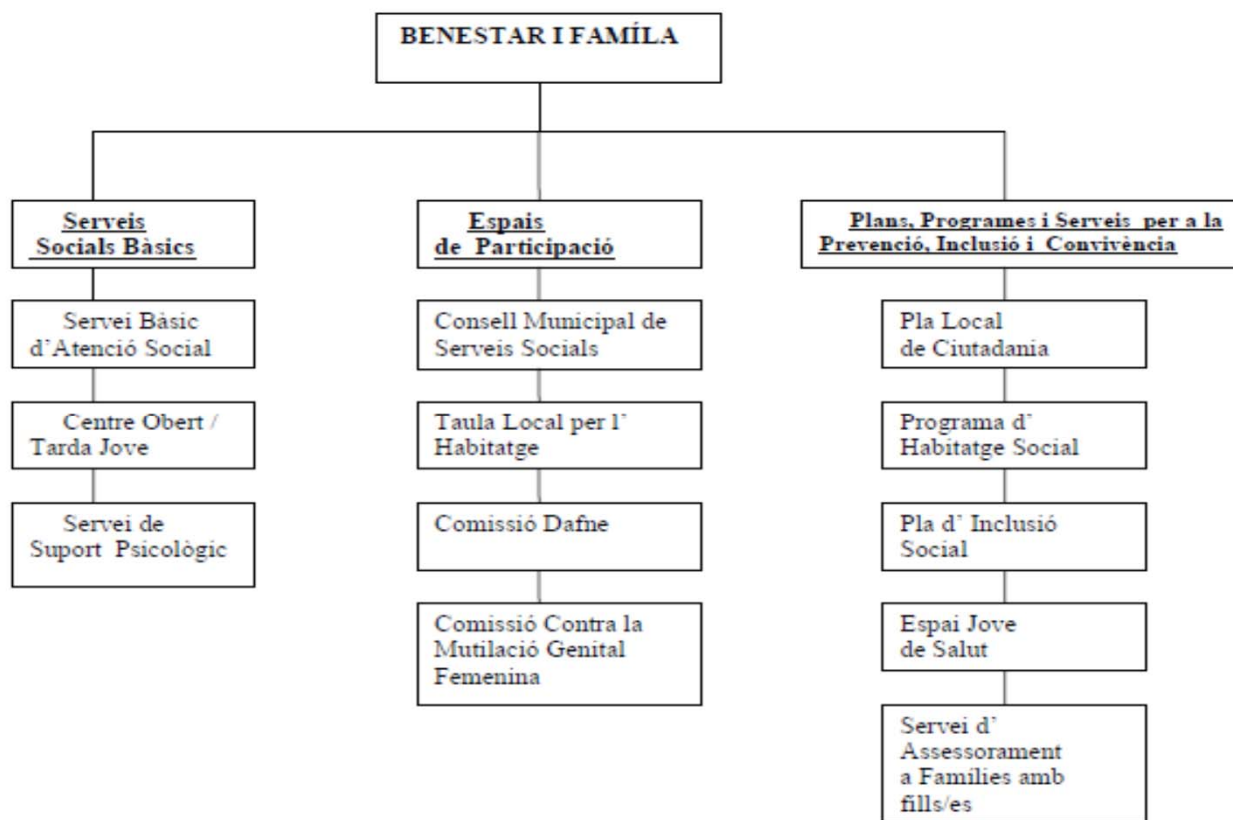 BENESTAR I FAMÍLA
Serveis
Socials Bàsics
Servei Bàsic
d’Atenció Social
Centre Obert /
Tarda Jove
Servei de
Suport Psicològic
Espais
de Participació
Consell Municipal de
Serveis Socials
Taula Local per l’
Habitatge
Comissió Dafne
Comissió Contra la
Mutilació Genital
Femenina
Plans, Programes i Serveis per a la
Prevenció, Inclusió i Convivència
Pla Local
de Ciutadania
Programa d’
Habitatge Social
Pla d’ Inclusió
Social
Espai Jove
de Salut
Servei d’
Assessorament
a Famílies amb
fills/es